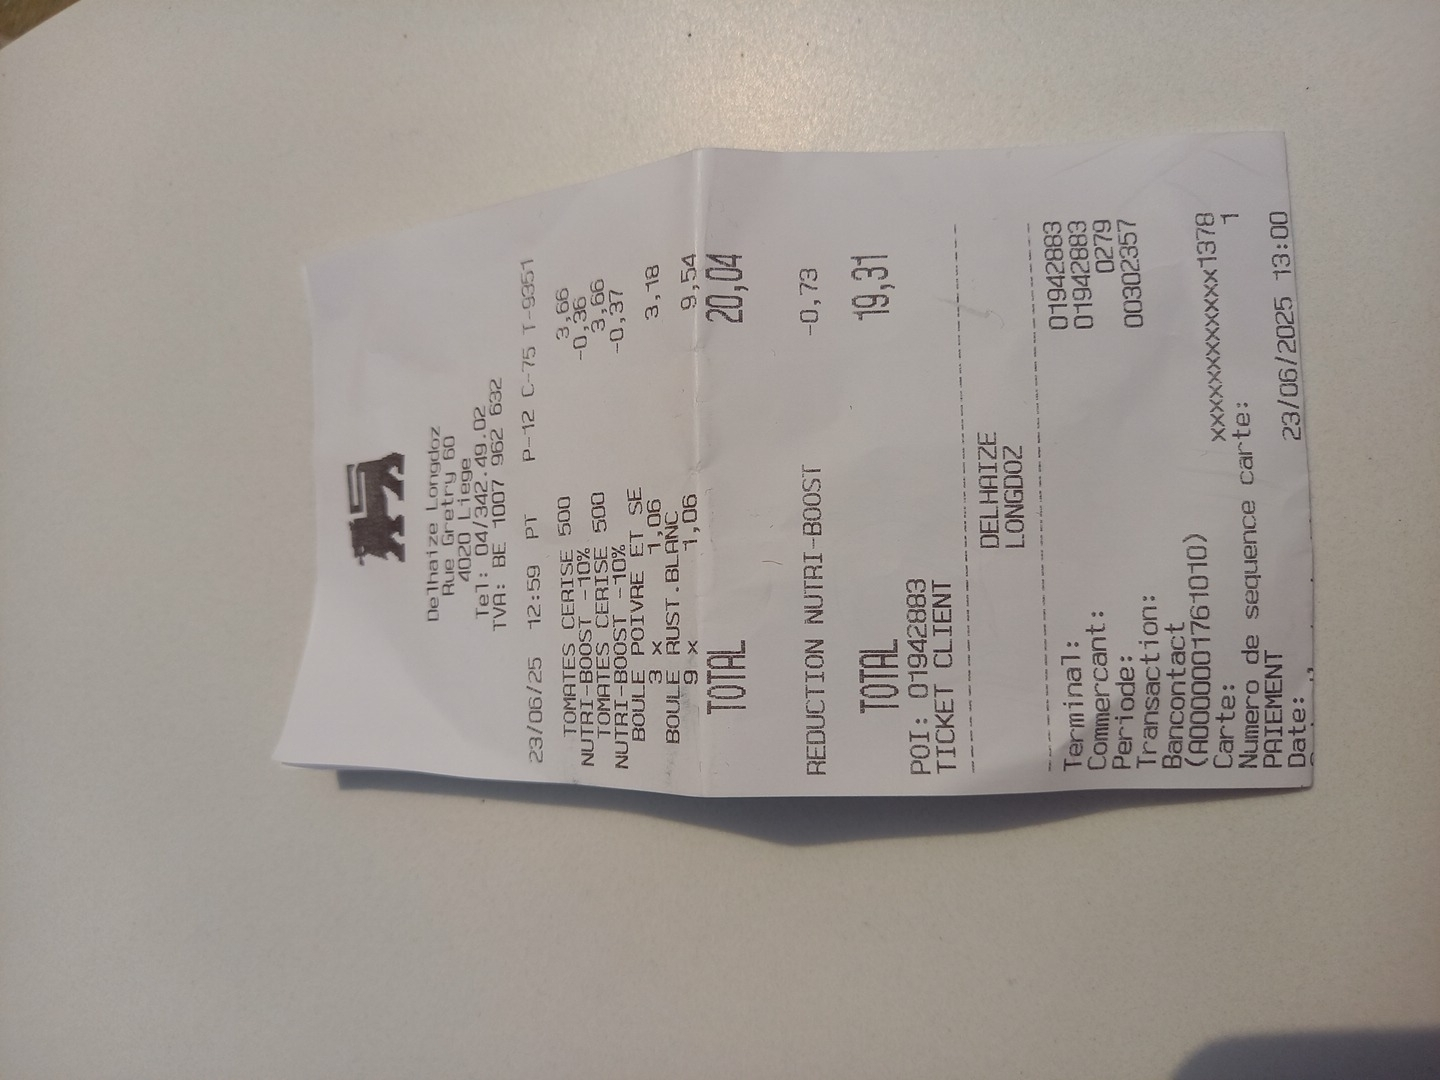 Delhaize Longdoz
Rue Gretry 60
4020 Liege
Tel: 04/342.49.02
TVA: BE 1007 962 632
23/06/25 12:59 PT P-12 C-75 T-9351
TOMATES CERISE 500 3,66
NUTRI-BOOST -10% -0,36
TOMATES CERISE 500 3,66
NUTRI-BOOST -10% -0,37
BOULE POIVRE ET SE
3 x 1,06 3,18
BOULE RUST.BLANC
9 x 1,06 9,54
TOTAL 20,04
REDUCTION NUTRI-BOOST -0,73
TOTAL 19,31
POI: 01942883
TICKET CLIENT
DELHAIZE
LONGDOZ
Terminal: 01942883
Commercant: 01942883
Periode: 0279
Transaction: 00302357
Bancontact
(A0000001761010)
Carte: xxxxxxxxxxxxx1378
Numero de sequence carte: 1
PAIEMENT
Date: 23/06/2025 13:00